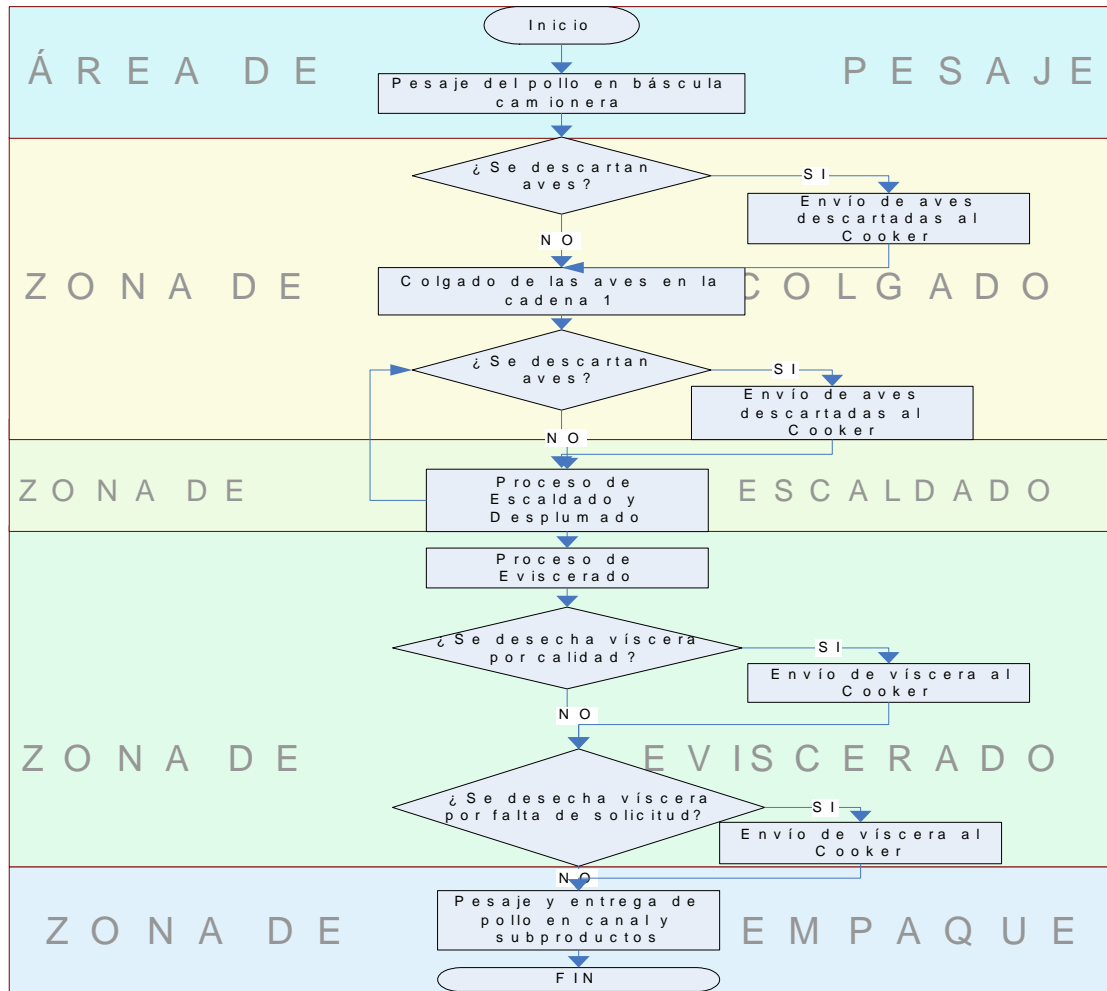 Inicio
ÁREA DE PESAJE
Pesaje del pollo en báscula
camionera
¿Se descartan
aves?
SI
Envío de aves
descartadas al
Cooker
NO
ZONA DE COLGADO
Colgado de las aves en la
cadena 1
¿Se descartan
aves?
SI
Envío de aves
descartadas al
Cooker
NO
ZONA DE ESCALDADO
Proceso de
Escaldado y
Desplumado
Proceso de
Eviscerado
¿Se desecha víscera
por calidad?
SI
Envío de víscera al
Cooker
NO
ZONA DE EVISCERADO
¿Se desecha víscera
por falta de solicitud?
SI
Envío de víscera al
Cooker
NO
Pesaje y entrega de
pollo en canal y
subproductos
ZONA DE EMPAQUE
FIN